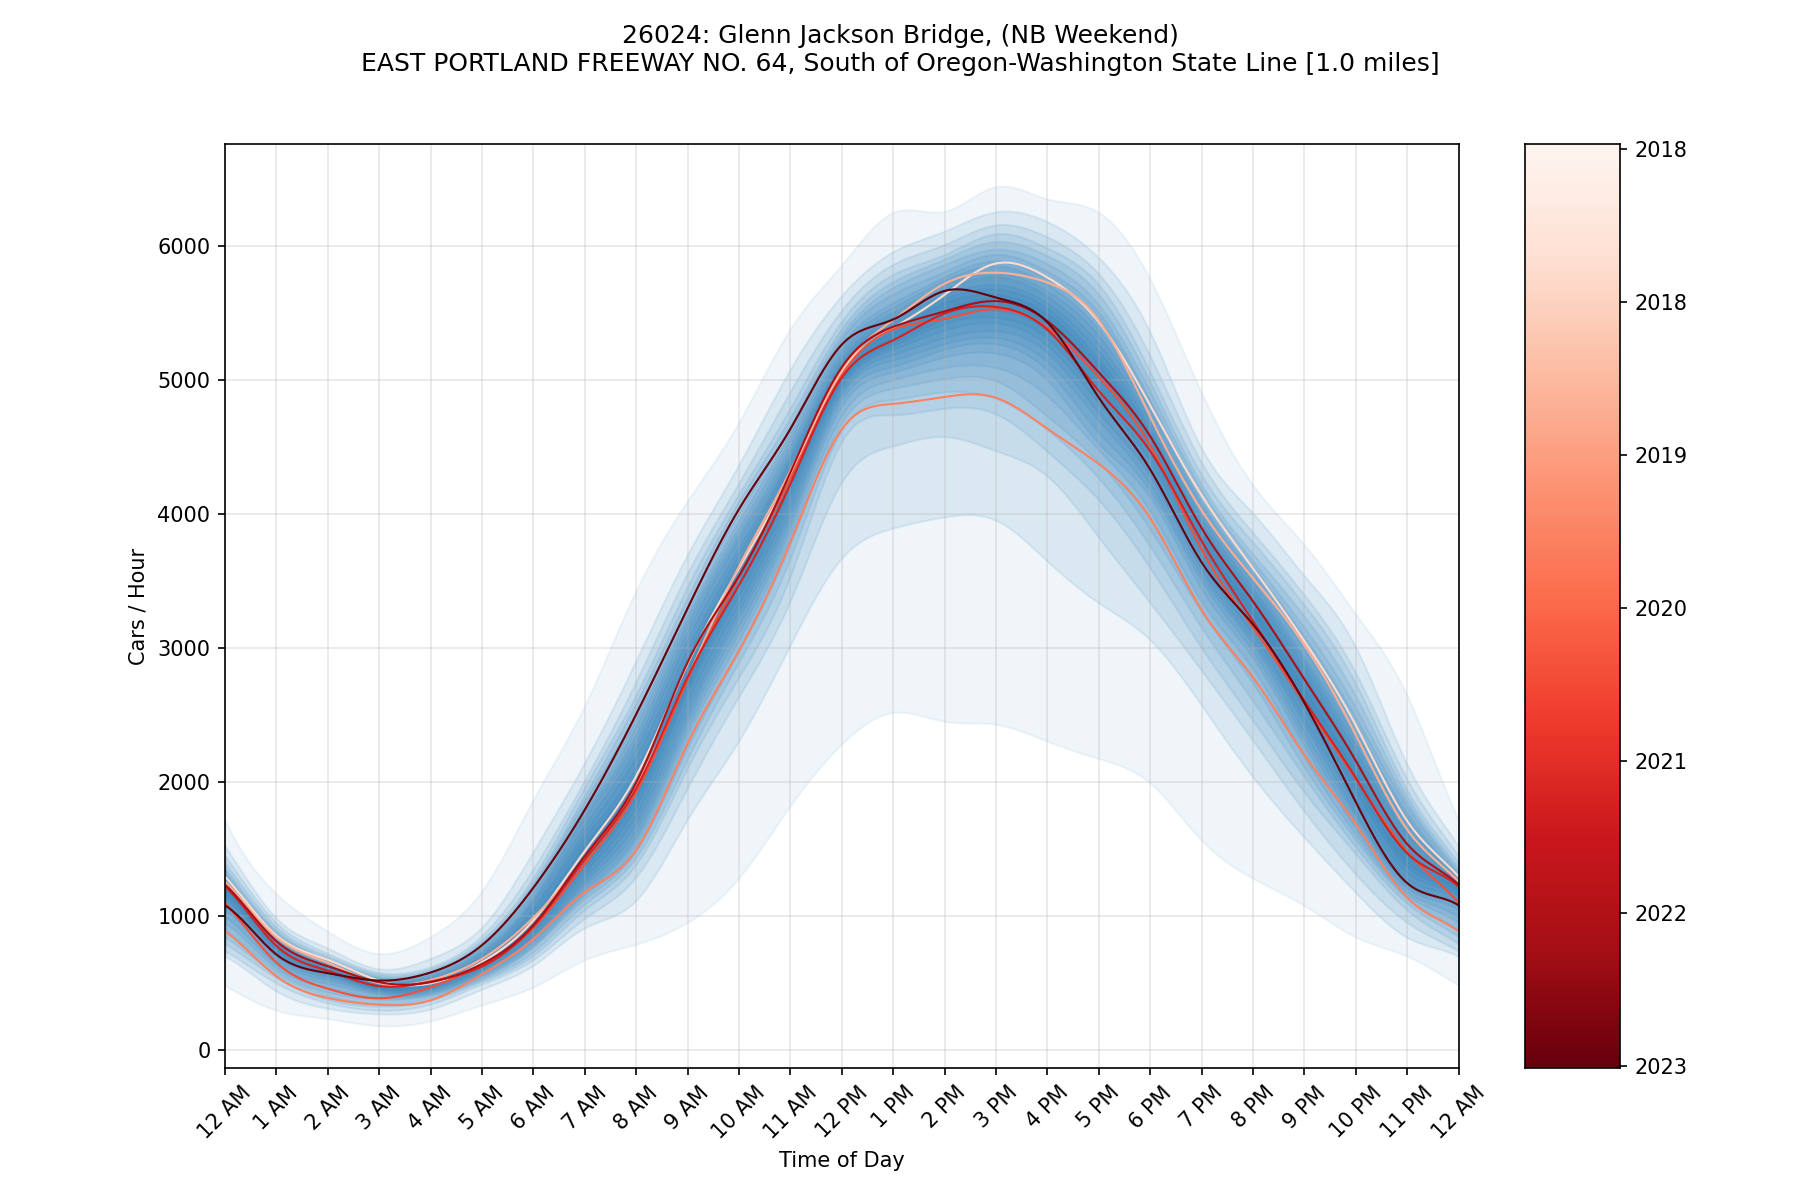 26024: Glenn Jackson Bridge, (NB Weekend)
EAST PORTLAND FREEWAY NO. 64, South of Oregon-Washington State Line [1.0 miles]
Cars / Hour
6000
5000
4000
3000
2000
1000
0
12 AM
1 AM
2 AM
3 AM
4 AM
5 AM
6 AM
7 AM
8 AM
9 AM
10 AM
11 AM
12 PM
1 PM
2 PM
3 PM
4 PM
5 PM
6 PM
7 PM
8 PM
9 PM
10 PM
11 PM
12 AM
Time of Day
2018
2018
2019
2020
2021
2022
2023